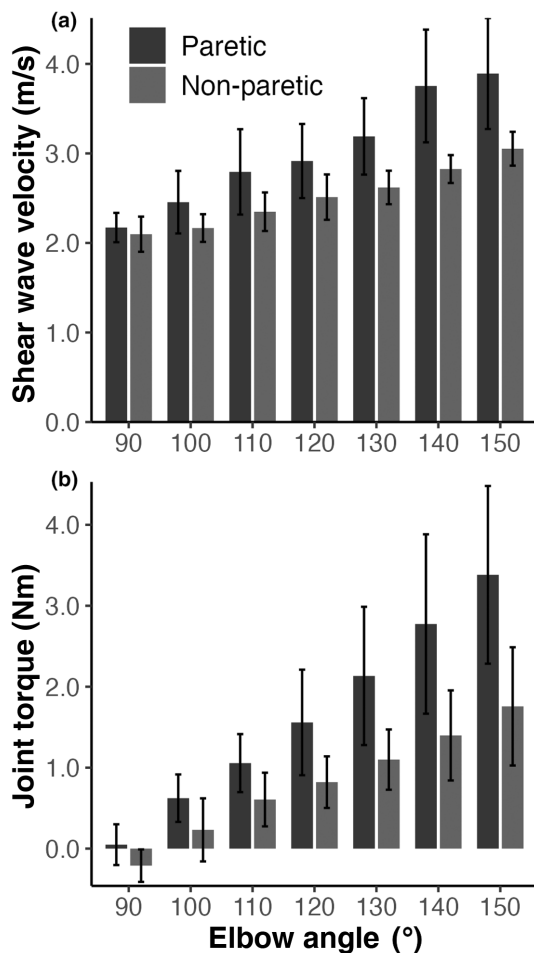 (a)
Paretic
Non-paretic
Shear wave velocity (m/s)
4.0
3.0
2.0
1.0
0.0
90 100 110 120 130 140 150
(b)
Joint torque (Nm)
4.0
3.0
2.0
1.0
0.0
90 100 110 120 130 140 150
Elbow angle (°)